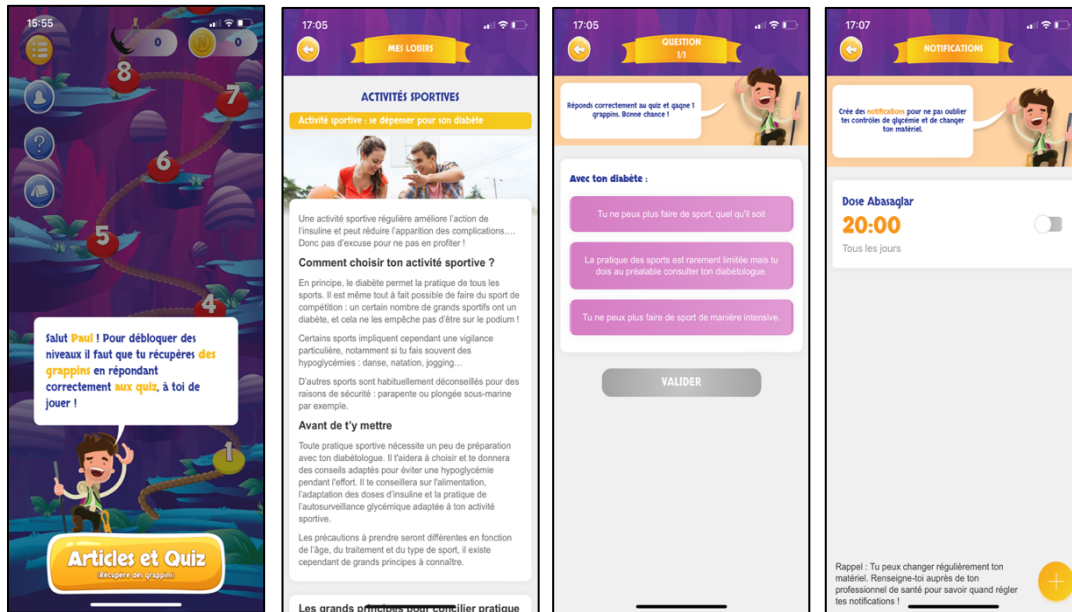 15:55
0
0
8
7
6
5
4
Salut Paul ! Pour débloquer des
niveaux il faut que tu récupères des
grappins en répondant
correctement aux quiz, à toi de
jouer !
1
Articles et Quiz
(Récupère des grappins)
17:05
MES LOISIRS
ACTIVITÉS SPORTIVES
Activité sportive : se dépenser pour son diabète
Une activité sportive régulière améliore l'action de
l'insuline et peut réduire l'apparition des complications….
Donc pas d'excuse pour ne pas en profiter !
Comment choisir ton activité sportive ?
En principe, le diabète permet la pratique de tous les
sports. Il est même tout à fait possible de faire du sport de
compétition : un certain nombre de grands sportifs ont un
diabète, et cela ne les empêche pas d'être sur le podium !
Certains sports impliquent cependant une vigilance
particulière, notamment si tu fais souvent des
hypoglycémies : danse, natation, jogging…
D'autres sports sont habituellement déconseillés pour des
raisons de sécurité : parapente ou plongée sous-marine
par exemple.
Avant de t'y mettre
Toute pratique sportive nécessite un peu de préparation
avec ton diabétologue. Il t'aidera à choisir et te donnera
des conseils adaptés pour éviter une hypoglycémie
pendant l'effort. Il te conseillera sur l'alimentation,
l'adaptation des doses d'insuline et la pratique de
l'autosurveillance glycémique adaptée à ton activité
sportive.
Les précautions à prendre seront différentes en fonction
de l'âge, du traitement et du type de sport, il existe
cependant de grands principes à connaître.
Les grands principes pour concilier pratique
17:05
QUESTION
1/1
Réponds correctement au quiz et gagne 1
grappins. Bonne chance !
Avec ton diabète :
Tu ne peux plus faire de sport, quel qu'il soit
La pratique des sports est rarement limitée mais tu
dois au préalable consulter ton diabètologue.
Tu ne peux plus faire de sport de manière intensive.
VALIDER
17:07
NOTIFICATIONS
Crée des notifications pour ne pas oublier
tes contrôles de glycémie et de changer
ton matériel.
Dose Abasaglar
20:00
Tous les jours
Rappel : Tu peux changer régulièrement ton
matériel. Renseigne-toi auprès de ton
professionnel de santé pour savoir quand régler
tes notifications !